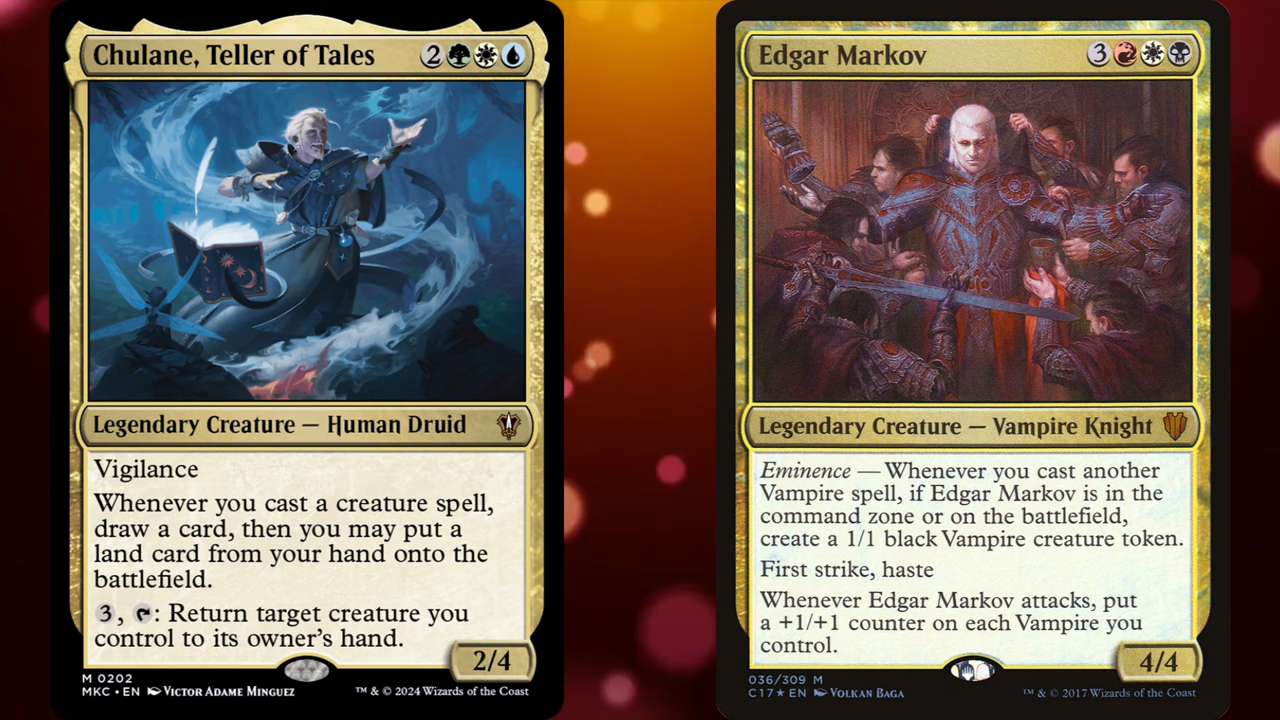 Chulane, Teller of Tales 2
Legendary Creature — Human Druid
Vigilance
Whenever you cast a creature spell,
draw a card, then you may put a
land card from your hand onto the
battlefield.
3, : Return target creature you
control to its owner's hand.
2/4
M 0202
MKC • EN Victor Adame Minguez
™ & © 2024 Wizards of the Coast
Edgar Markov 3
Legendary Creature — Vampire Knight
Eminence — Whenever you cast another
Vampire spell, if Edgar Markov is in the
command zone or on the battlefield,
create a 1/1 black Vampire creature token.
First strike, haste
Whenever Edgar Markov attacks, put
a +1/+1 counter on each Vampire you
control.
4/4
036/309 M
C17 ★ EN Volkan Baga
™ & © 2017 Wizards of the Coast